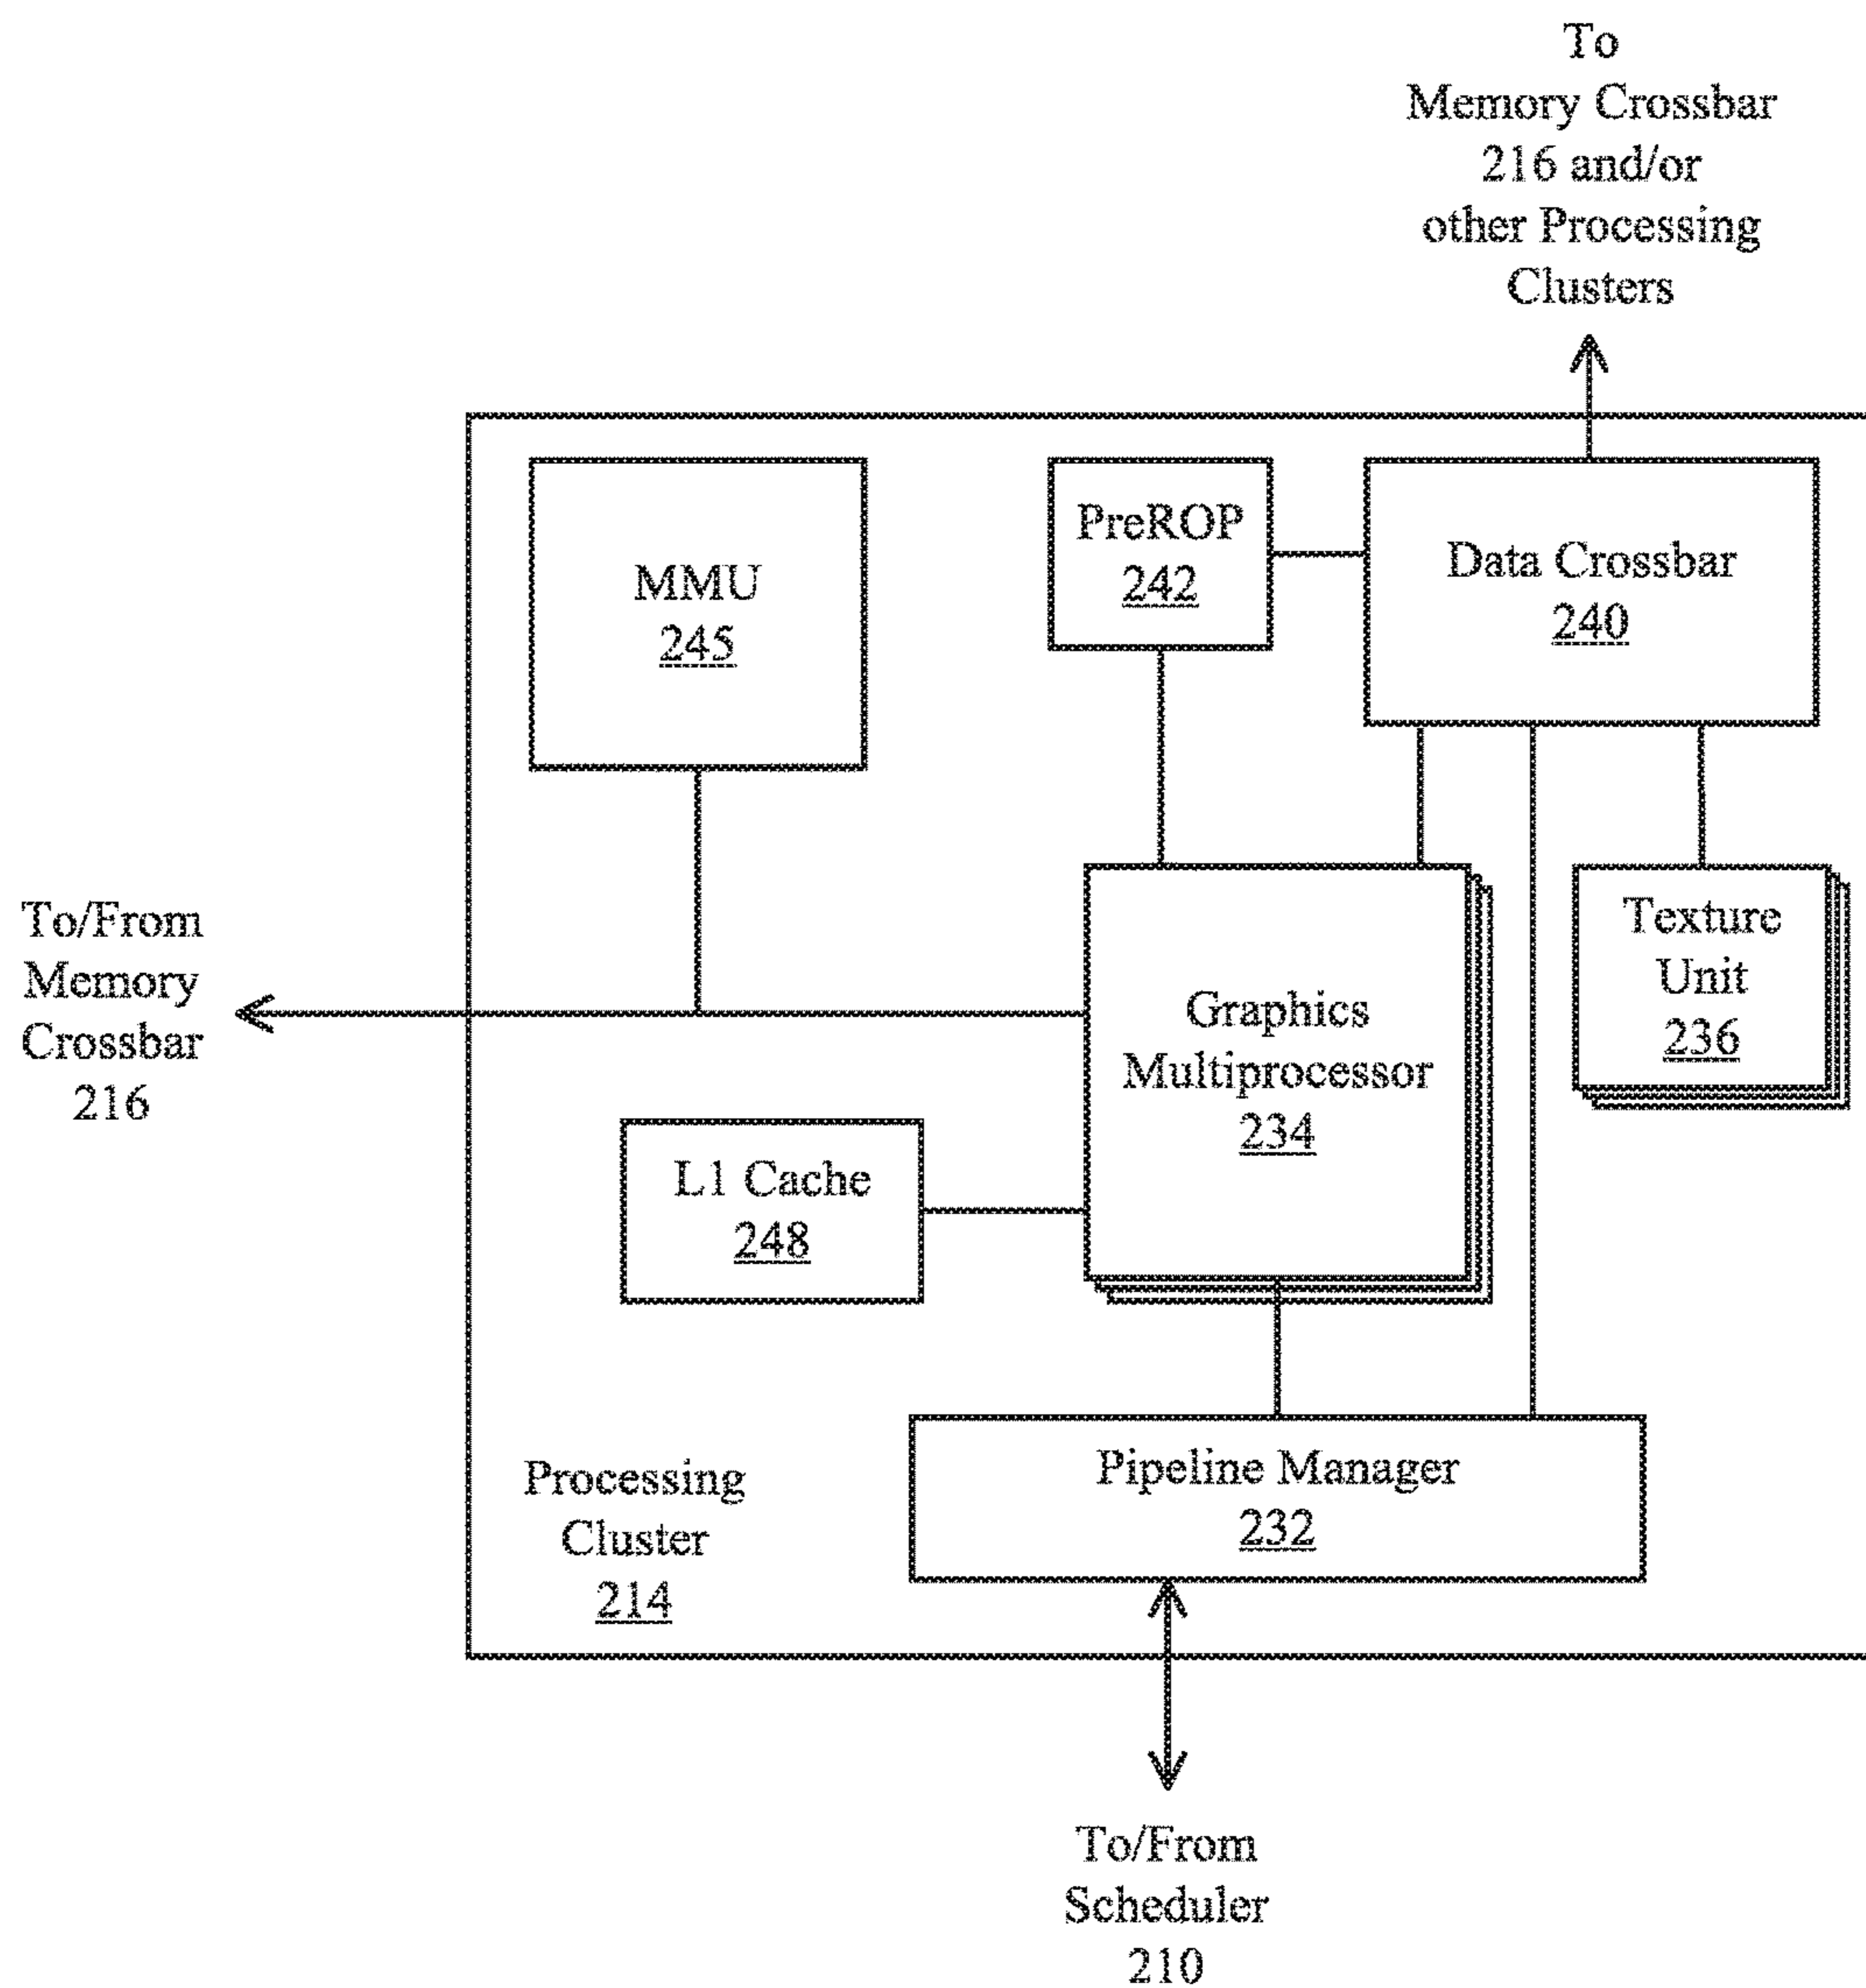 To
Memory Crossbar
216 and/or
other Processing
Clusters
MMU
245
PreROP
242
Data Crossbar
240
To/From
Memory
Crossbar
216
Graphics
Multiprocessor
234
Texture
Unit
236
L1 Cache
248
Processing
Cluster
214
Pipeline Manager
232
To/From
Scheduler
210